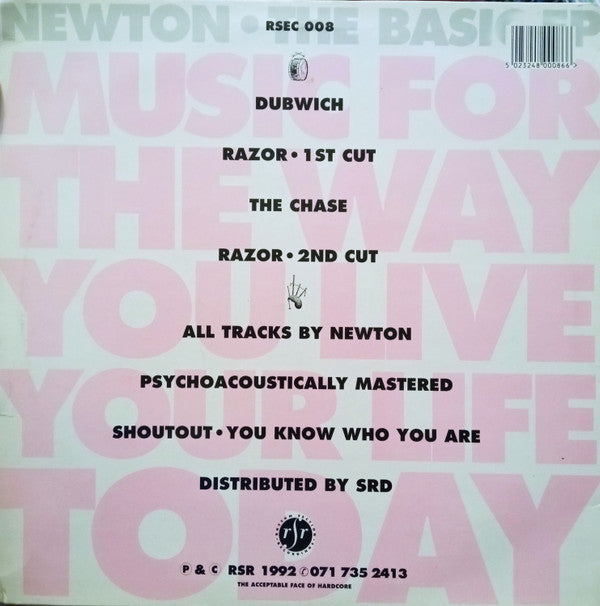 RSEC 008
NEWTON • THE BASIC EP
5 023248 000866 >
MUSIC FOR
THE WAY
YOU LIVE
YOUR LIFE
TODAY
DUBWICH
RAZOR • 1ST CUT
THE CHASE
RAZOR • 2ND CUT
ALL TRACKS BY NEWTON
PSYCHOACOUSTICALLY MASTERED
SHOUTOUT • YOU KNOW WHO YOU ARE
DISTRIBUTED BY SRD
rsr
Ⓟ & Ⓒ RSR 1992 ✆ 071 735 2413
THE ACCEPTABLE FACE OF HARDCORE